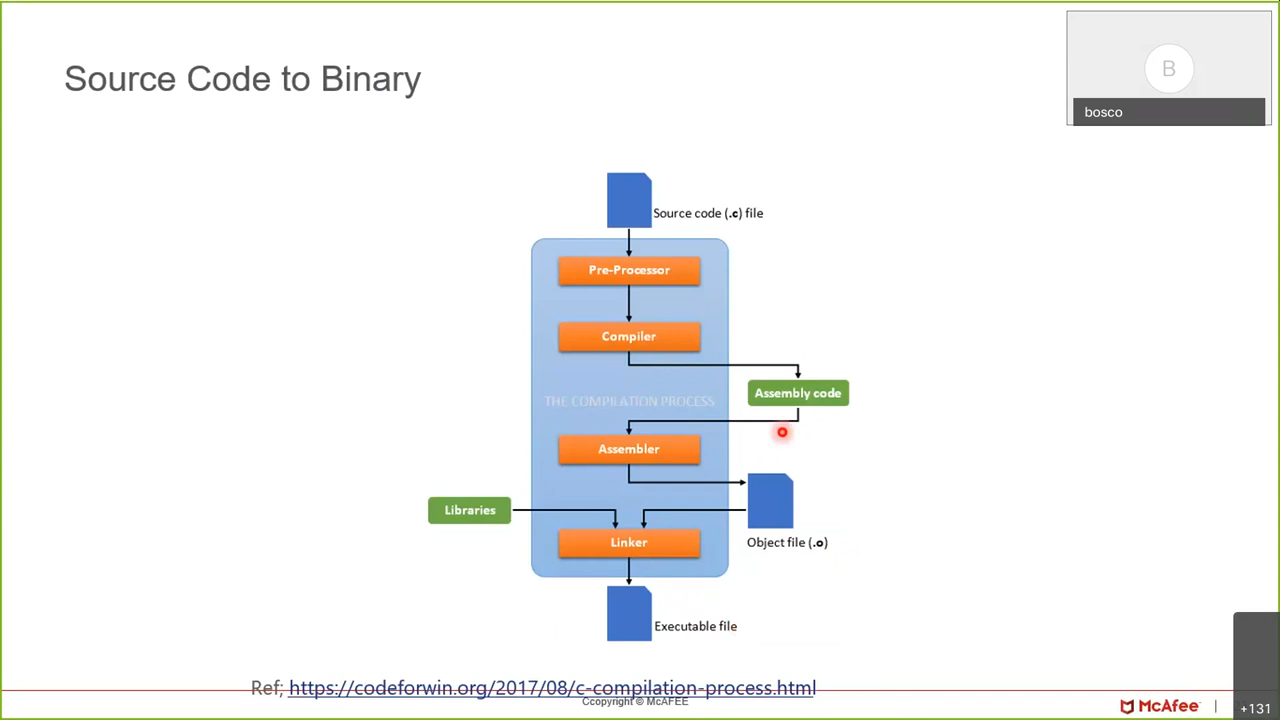 Source Code to Binary
B
bosco
Source code (.c) file
Pre-Processor
Compiler
Assembly code
THE COMPILATION PROCESS
Assembler
Libraries
Linker
Object file (.o)
Executable file
Ref; https://codeforwin.org/2017/08/c-compilation-process.html
Ccopyright © McAFEE
McAfee
+131